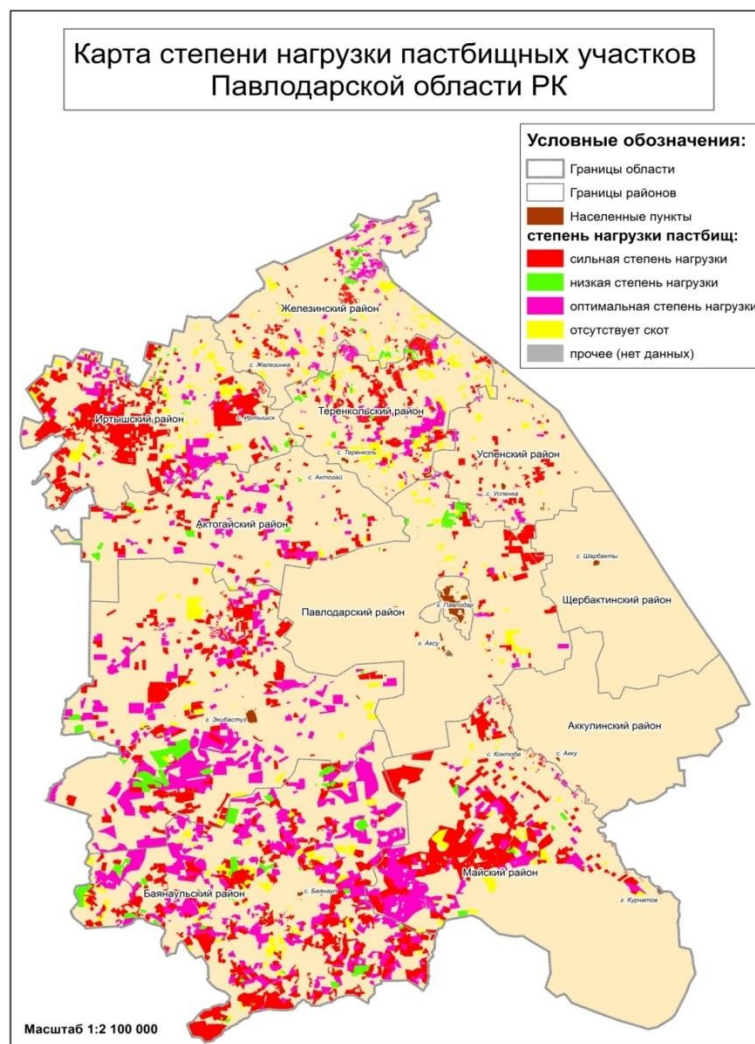 Карта степени нагрузки пастбищных участков
Павлодарской области РК
Условные обозначения:
Границы области
Границы районов
Населенные пункты
степень нагрузки пастбищ:
сильная степень нагрузки
низкая степень нагрузки
оптимальная степень нагрузки
отсутствует скот
прочее (нет данных)
Железинский район
с. Железинка
Иртышский район
с. Иртышск
Теренкольский район
с. Теренколь
Успенский район
с. Успенка
с. Актогай
Актогайский район
с. Шарбакты
Щербактинский район
Павлодарский район
г. Павлодар
г. Аксу
г. Экибастуз
Аккулинский район
с. Коктобе
с. Акку
Майский район
Баянаульский район
с. Баянаул
г. Курчатов
Масштаб 1:2 100 000